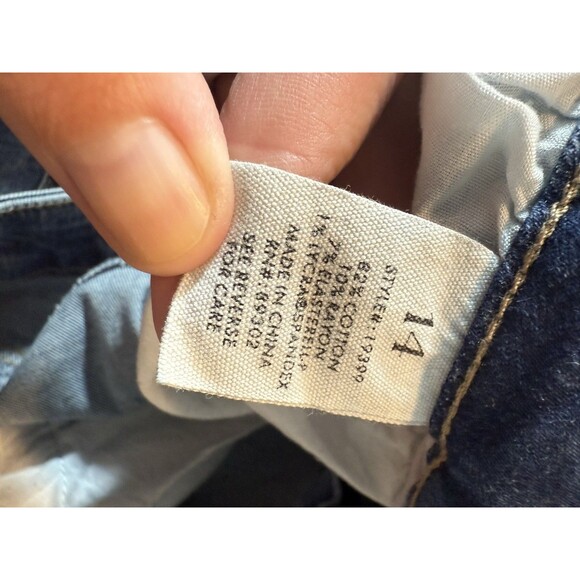 14
STYLE#: 19399
82% COTTON
10% RAYON
7% ELASTERELL-P
1% LYCRA®SPANDEX
MADE IN CHINA
RN#: 89302
SEE REVERSE
FOR CARE